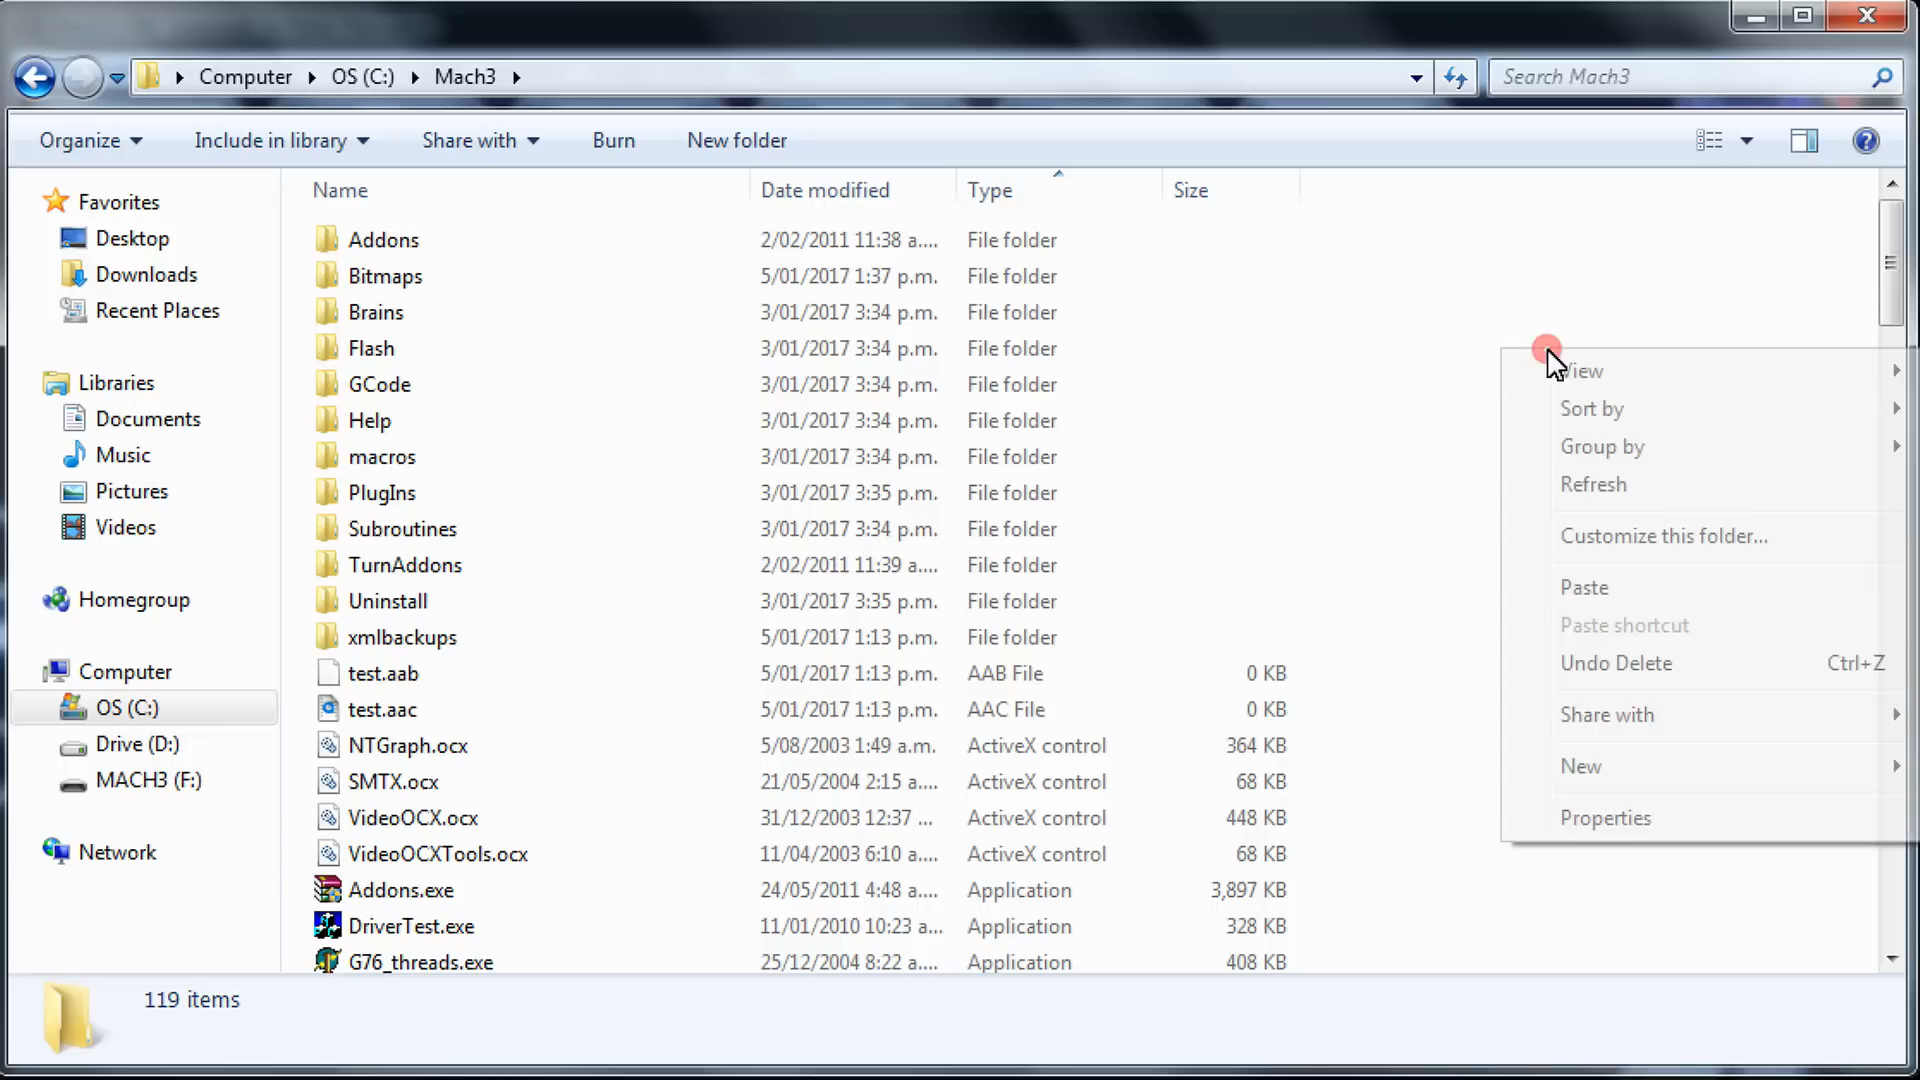 Computer OS (C:) Mach3
Search Mach3
Organize Include in library Share with Burn New folder
Name Date modified Type Size
Favorites
Desktop
Downloads
Recent Places
Libraries
Documents
Music
Pictures
Videos
Homegroup
Computer
OS (C:)
Drive (D:)
MACH3 (F:)
Network
Addons 2/02/2011 11:38 a.... File folder
Bitmaps 5/01/2017 1:37 p.m. File folder
Brains 3/01/2017 3:34 p.m. File folder
Flash 3/01/2017 3:34 p.m. File folder
GCode 3/01/2017 3:34 p.m. File folder
Help 3/01/2017 3:34 p.m. File folder
macros 3/01/2017 3:34 p.m. File folder
PlugIns 3/01/2017 3:35 p.m. File folder
Subroutines 3/01/2017 3:34 p.m. File folder
TurnAddons 2/02/2011 11:39 a.... File folder
Uninstall 3/01/2017 3:35 p.m. File folder
xmlbackups 5/01/2017 1:13 p.m. File folder
test.aab 5/01/2017 1:13 p.m. AAB File 0 KB
test.aac 5/01/2017 1:13 p.m. AAC File 0 KB
NTGraph.ocx 5/08/2003 1:49 a.m. ActiveX control 364 KB
SMTX.ocx 21/05/2004 2:15 a.... ActiveX control 68 KB
VideoOCX.ocx 31/12/2003 12:37 ... ActiveX control 448 KB
VideoOCXTools.ocx 11/04/2003 6:10 a.... ActiveX control 68 KB
Addons.exe 24/05/2011 4:48 a.... Application 3,897 KB
DriverTest.exe 11/01/2010 10:23 a... Application 328 KB
G76_threads.exe 25/12/2004 8:22 a.... Application 408 KB
View
Sort by
Group by
Refresh
Customize this folder...
Paste
Paste shortcut
Undo Delete Ctrl+Z
Share with
New
Properties
119 items